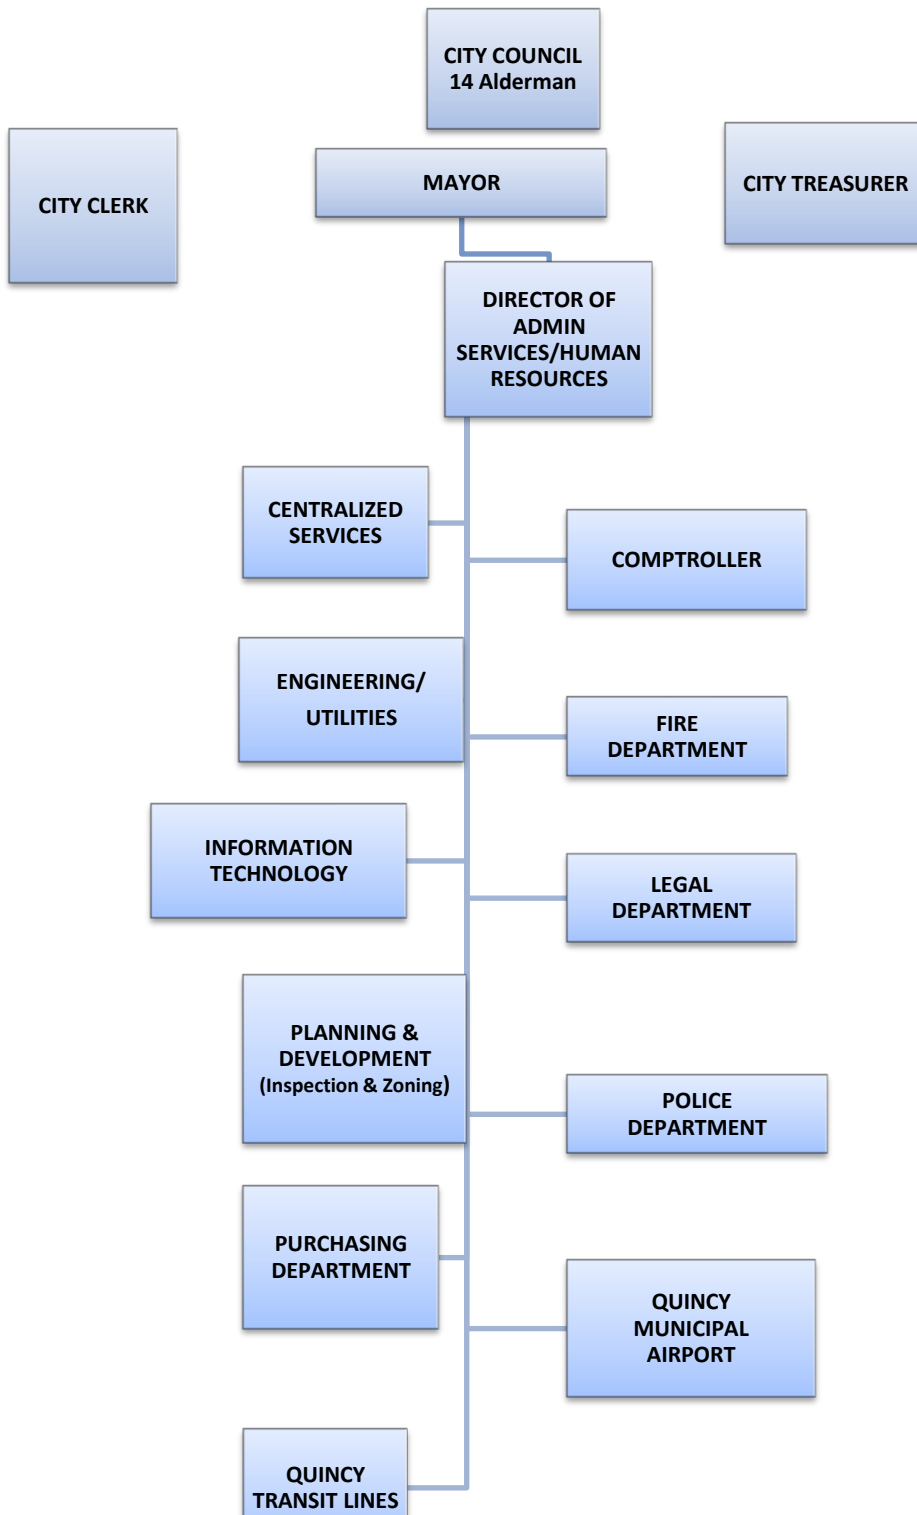 CITY COUNCIL
14 Alderman
CITY CLERK
MAYOR
CITY TREASURER
DIRECTOR OF
ADMIN
SERVICES/HUMAN
RESOURCES
CENTRALIZED
SERVICES
COMPTROLLER
ENGINEERING/
UTILITIES
FIRE
DEPARTMENT
INFORMATION
TECHNOLOGY
LEGAL
DEPARTMENT
PLANNING &
DEVELOPMENT
(Inspection & Zoning)
POLICE
DEPARTMENT
PURCHASING
DEPARTMENT
QUINCY
MUNICIPAL
AIRPORT
QUINCY
TRANSIT LINES